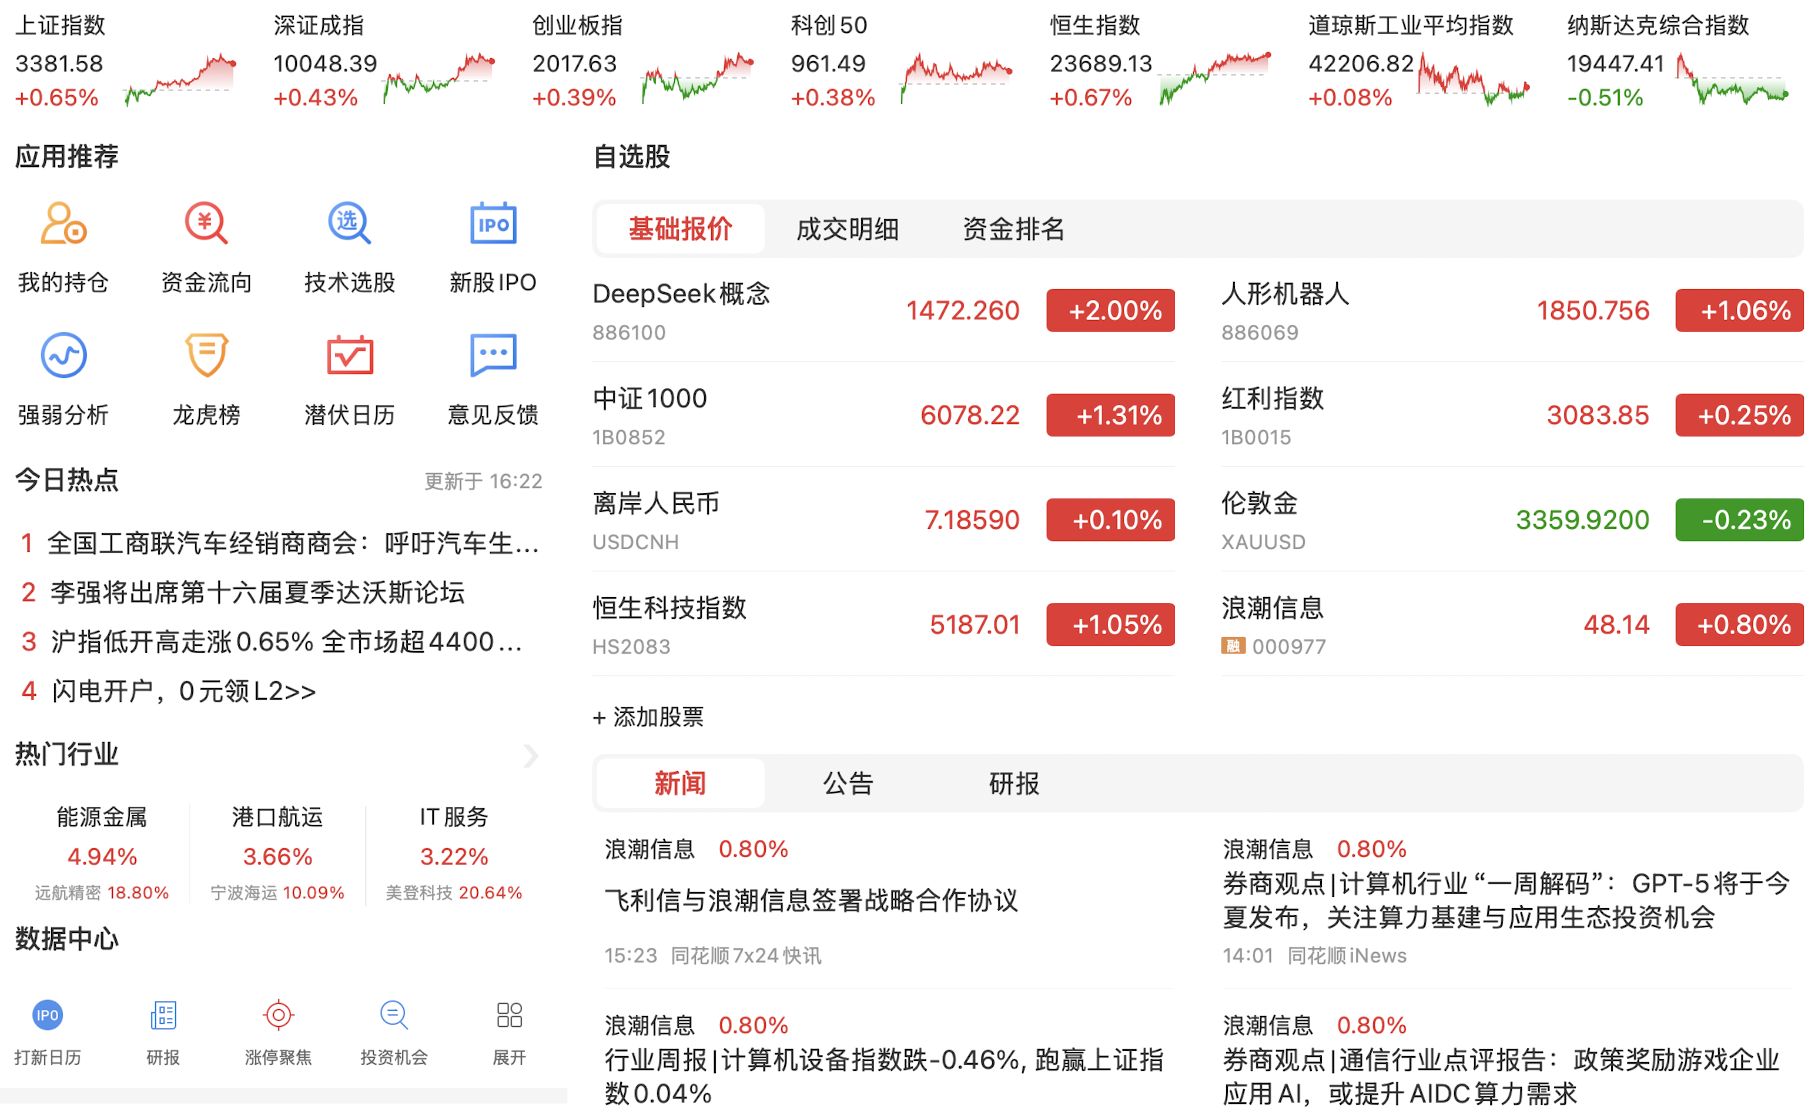 上证指数
3381.58
+0.65%
深证成指
10048.39
+0.43%
创业板指
2017.63
+0.39%
科创50
961.49
+0.38%
恒生指数
23689.13
+0.67%
道琼斯工业平均指数
42206.82
+0.08%
纳斯达克综合指数
19447.41
-0.51%
应用推荐
我的持仓
¥
资金流向
选
技术选股
IPO
新股IPO
强弱分析
龙虎榜
潜伏日历
意见反馈
今日热点
更新于 16:22
1 全国工商联汽车经销商商会：呼吁汽车生...
2 李强将出席第十六届夏季达沃斯论坛
3 沪指低开高走涨0.65% 全市场超4400...
4 闪电开户，0元领L2>>
热门行业
能源金属
4.94%
远航精密 18.80%
港口航运
3.66%
宁波海运 10.09%
IT服务
3.22%
美登科技 20.64%
数据中心
IPO
打新日历
研报
涨停聚焦
投资机会
展开
自选股
基础报价 成交明细 资金排名
DeepSeek概念
886100
1472.260
+2.00%
人形机器人
886069
1850.756
+1.06%
中证1000
1B0852
6078.22
+1.31%
红利指数
1B0015
3083.85
+0.25%
离岸人民币
USDCNH
7.18590
+0.10%
伦敦金
XAUUSD
3359.9200
-0.23%
恒生科技指数
HS2083
5187.01
+1.05%
浪潮信息
融 000977
48.14
+0.80%
+ 添加股票
新闻 公告 研报
浪潮信息 0.80%
飞利信与浪潮信息签署战略合作协议
15:23 同花顺7x24快讯
浪潮信息 0.80%
券商观点|计算机行业“一周解码”：GPT-5将于今
夏发布，关注算力基建与应用生态投资机会
14:01 同花顺iNews
浪潮信息 0.80%
行业周报|计算机设备指数跌-0.46%, 跑赢上证指
数0.04%
浪潮信息 0.80%
券商观点|通信行业点评报告：政策奖励游戏企业
应用AI，或提升AIDC算力需求